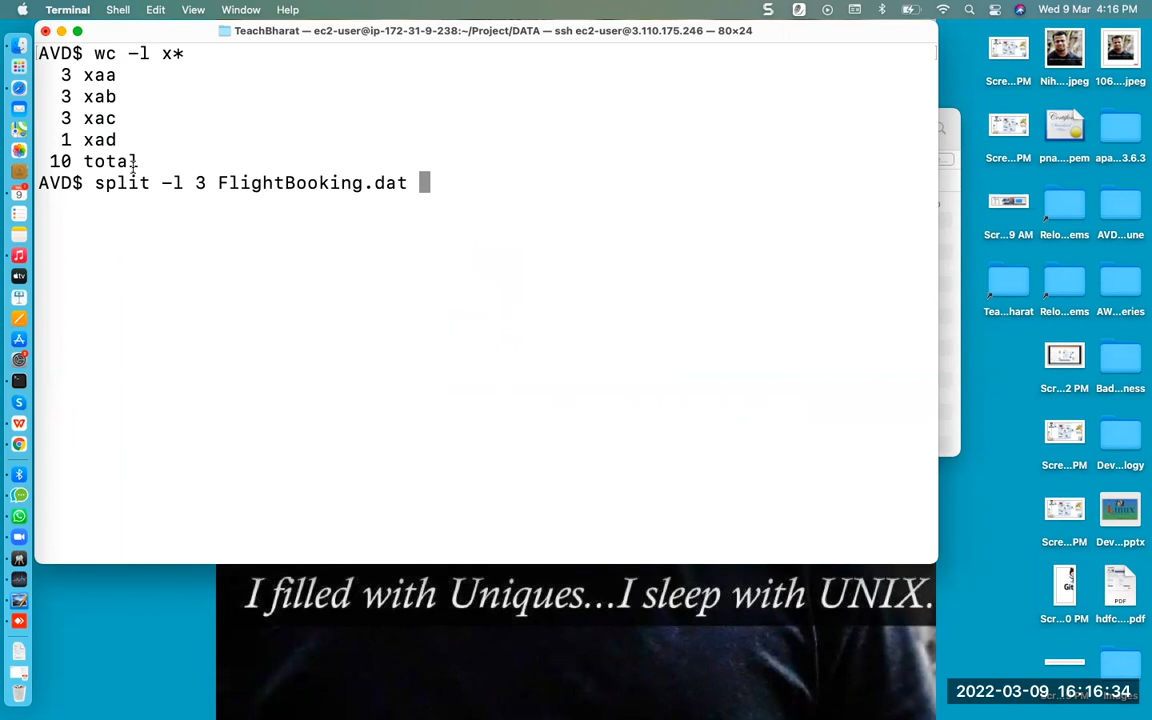 Terminal Shell Edit View Window Help
Wed 9 Mar 4:16 PM
TeachBharat — ec2-user@ip-172-31-9-238:~/Project/DATA — ssh ec2-user@3.110.175.246 — 80×24
AVD$ wc -l x*
3 xaa
3 xab
3 xac
1 xad
10 total
AVD$ split -l 3 FlightBooking.dat
Scre...PM Nih....jpeg 106....jpeg
Scre...PM pna....pem apa...3.6.3
Scr...9 AM Relo...ems AVD...une
Tea...harat Relo...ems AW...eries
Scr...2 PM Bad...ness
Scre...PM Dev...logy
Linux
Scre...PM Dev...pptx
Git
PDF
Scr...0 PM hdfc....pdf
I filled with Uniques...I sleep with UNIX.
2022-03-09 16:16:34